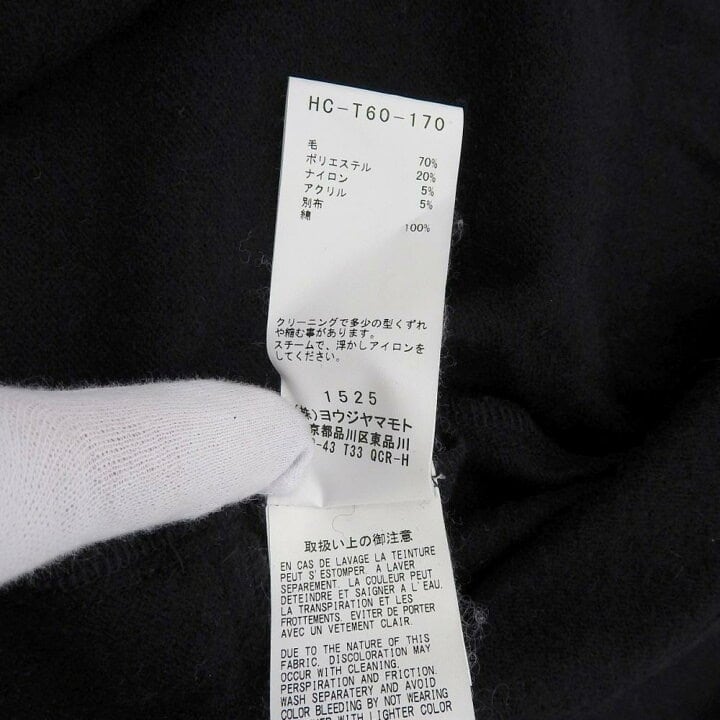 HC-T60-170
毛 70%
ポリエステル 20%
ナイロン 5%
アクリル 5%
別布
綿 100%
クリーニングで多少の型くずれ
や縮む事があります。
スチームで、浮かしアイロンを
してください。
1525
(株)ヨウジヤマモト
京都品川区東品川
-43 T33 QCR-H
取扱い上の御注意
EN CAS DE LAVAGE LA TEINTURE
PEUT S'ESTOMPER. A LAVER
SEPAREMENT. LA COULEUR PEUT
DETEINDRE ET SAIGNER A L'EAU.
LA TRANSPIRATION ET LES
FROTTEMENTS. EVITER DE PORTER
AVEC UN VETEMENT CLAIR.
DUE TO THE NATURE OF THIS
FABRIC, DISCOLORATION MAY
OCCUR WITH CLEANING,
PERSPIRATION AND FRICTION.
WASH SEPARATERY AND AVOID
COLOR BLEEDING BY NOT WEARING
WITH LIGHTER COLOR